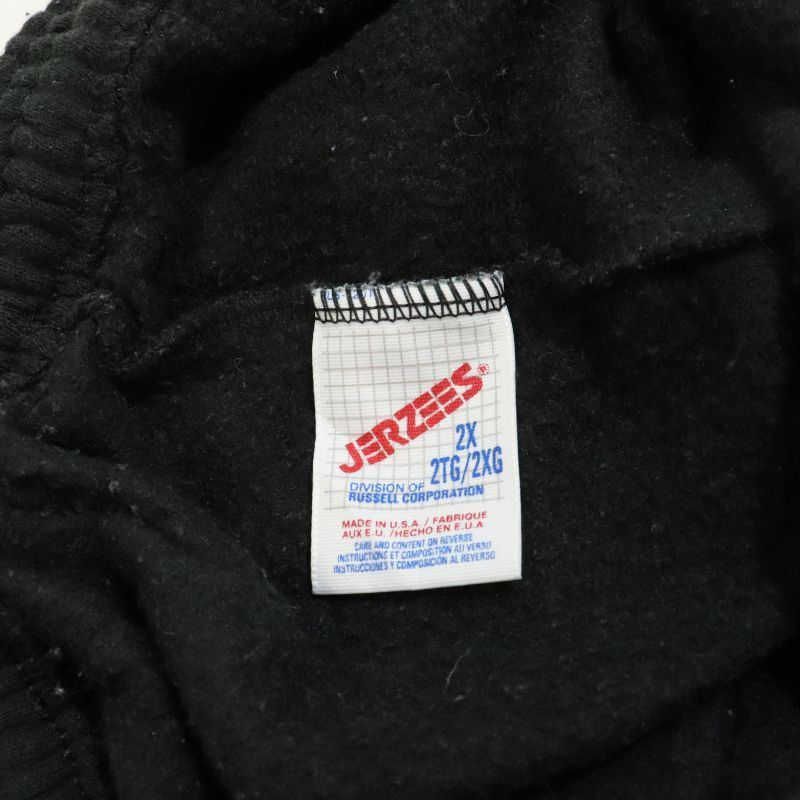 JERZEES®
2X
2TG/2XG
DIVISION OF
RUSSELL CORPORATION
MADE IN U.S.A./FABRIQUE
AUX E.U./HECHO EN E.U.A
CARE AND CONTENT ON REVERSE
INSTRUCTIONS ET COMPOSITION AU VERSO
INSTRUCCIONES Y COMPOSICIÓN AL REVERSO